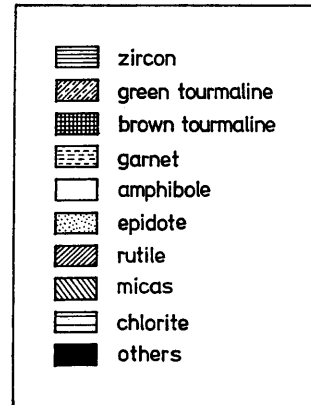 zircon
green tourmaline
brown tourmaline
garnet
amphibole
epidote
rutile
micas
chlorite
others